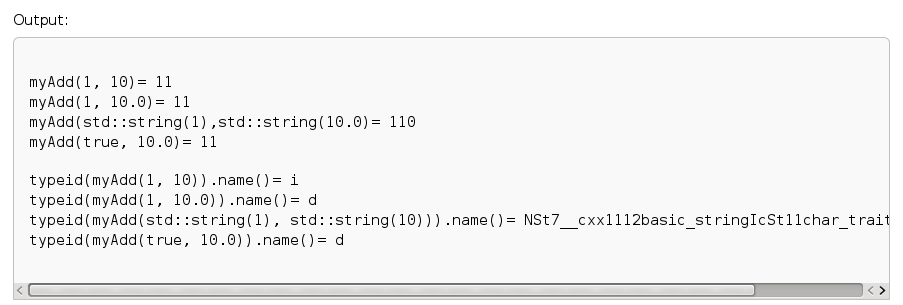 Output:
myAdd(1, 10)= 11
myAdd(1, 10.0)= 11
myAdd(std::string(1),std::string(10.0)= 110
myAdd(true, 10.0)= 11
typeid(myAdd(1, 10)).name()= i
typeid(myAdd(1, 10.0)).name()= d
typeid(myAdd(std::string(1), std::string(10))).name()= NSt7__cxx1112basic_stringIcSt11char_trait
typeid(myAdd(true, 10.0)).name()= d